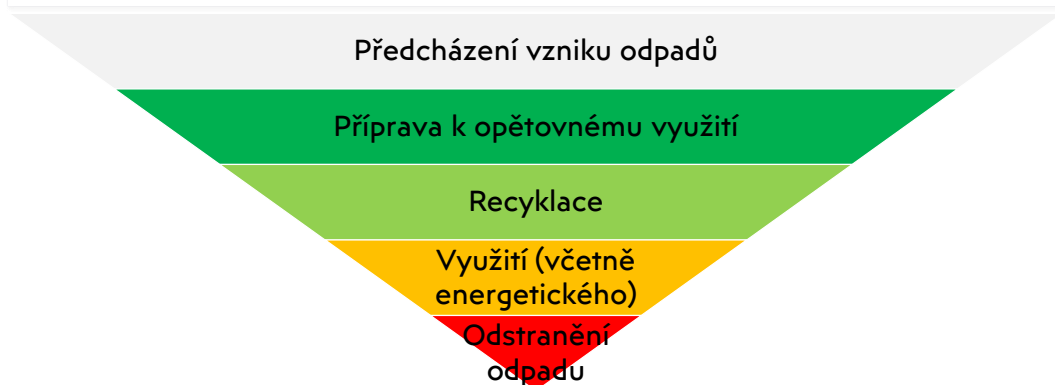 Předcházení vzniku odpadů
Příprava k opětovnému využití
Recyklace
Využití (včetně
energetického)
Odstranění
odpadu